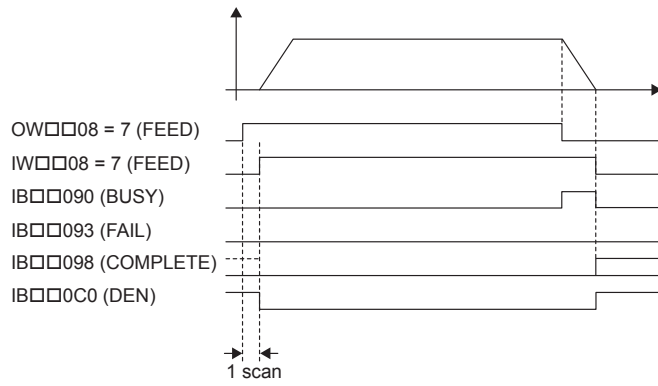 OW□□08 = 7 (FEED)
IW□□08 = 7 (FEED)
IB□□090 (BUSY)
IB□□093 (FAIL)
IB□□098 (COMPLETE)
IB□□0C0 (DEN)
1 scan